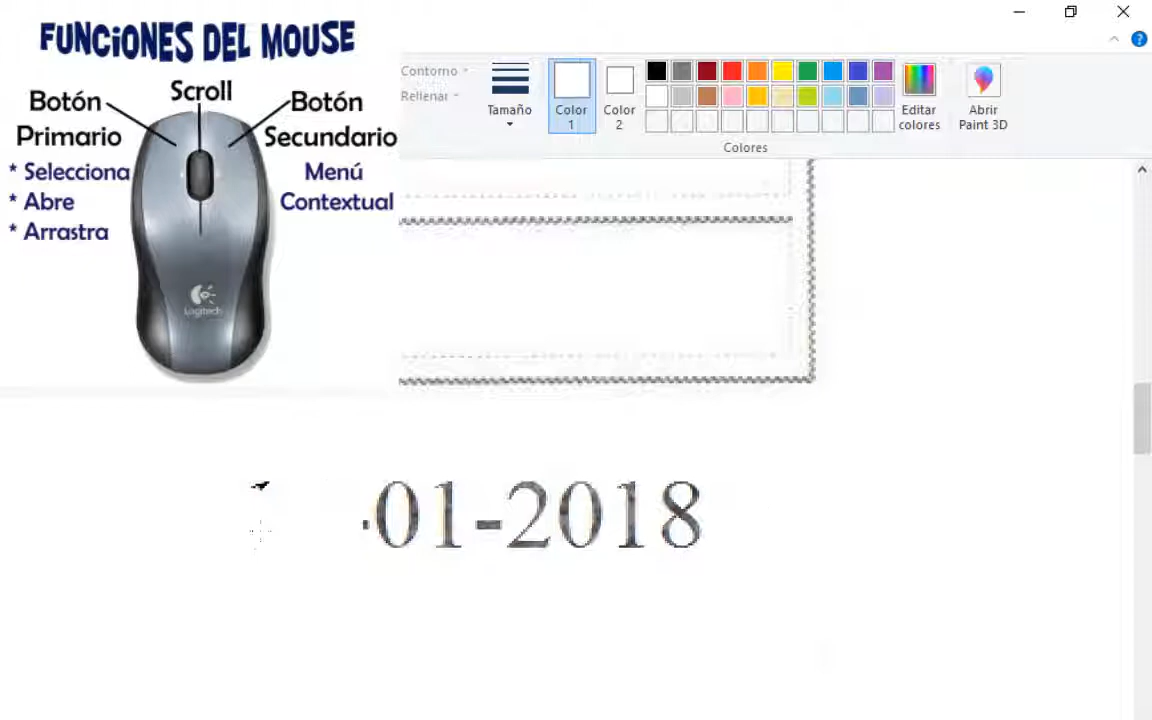 FUNCiONES DEL MOUSE
Scroll
Botón
Primario
* Selecciona
* Abre
* Arrastra
Botón
Secundario
Menú
Contextual
Logitech
Contorno
Rellenar
Tamaño
Color
1
Color
2
Editar
colores
Abrir
Paint 3D
Colores
-01-2018